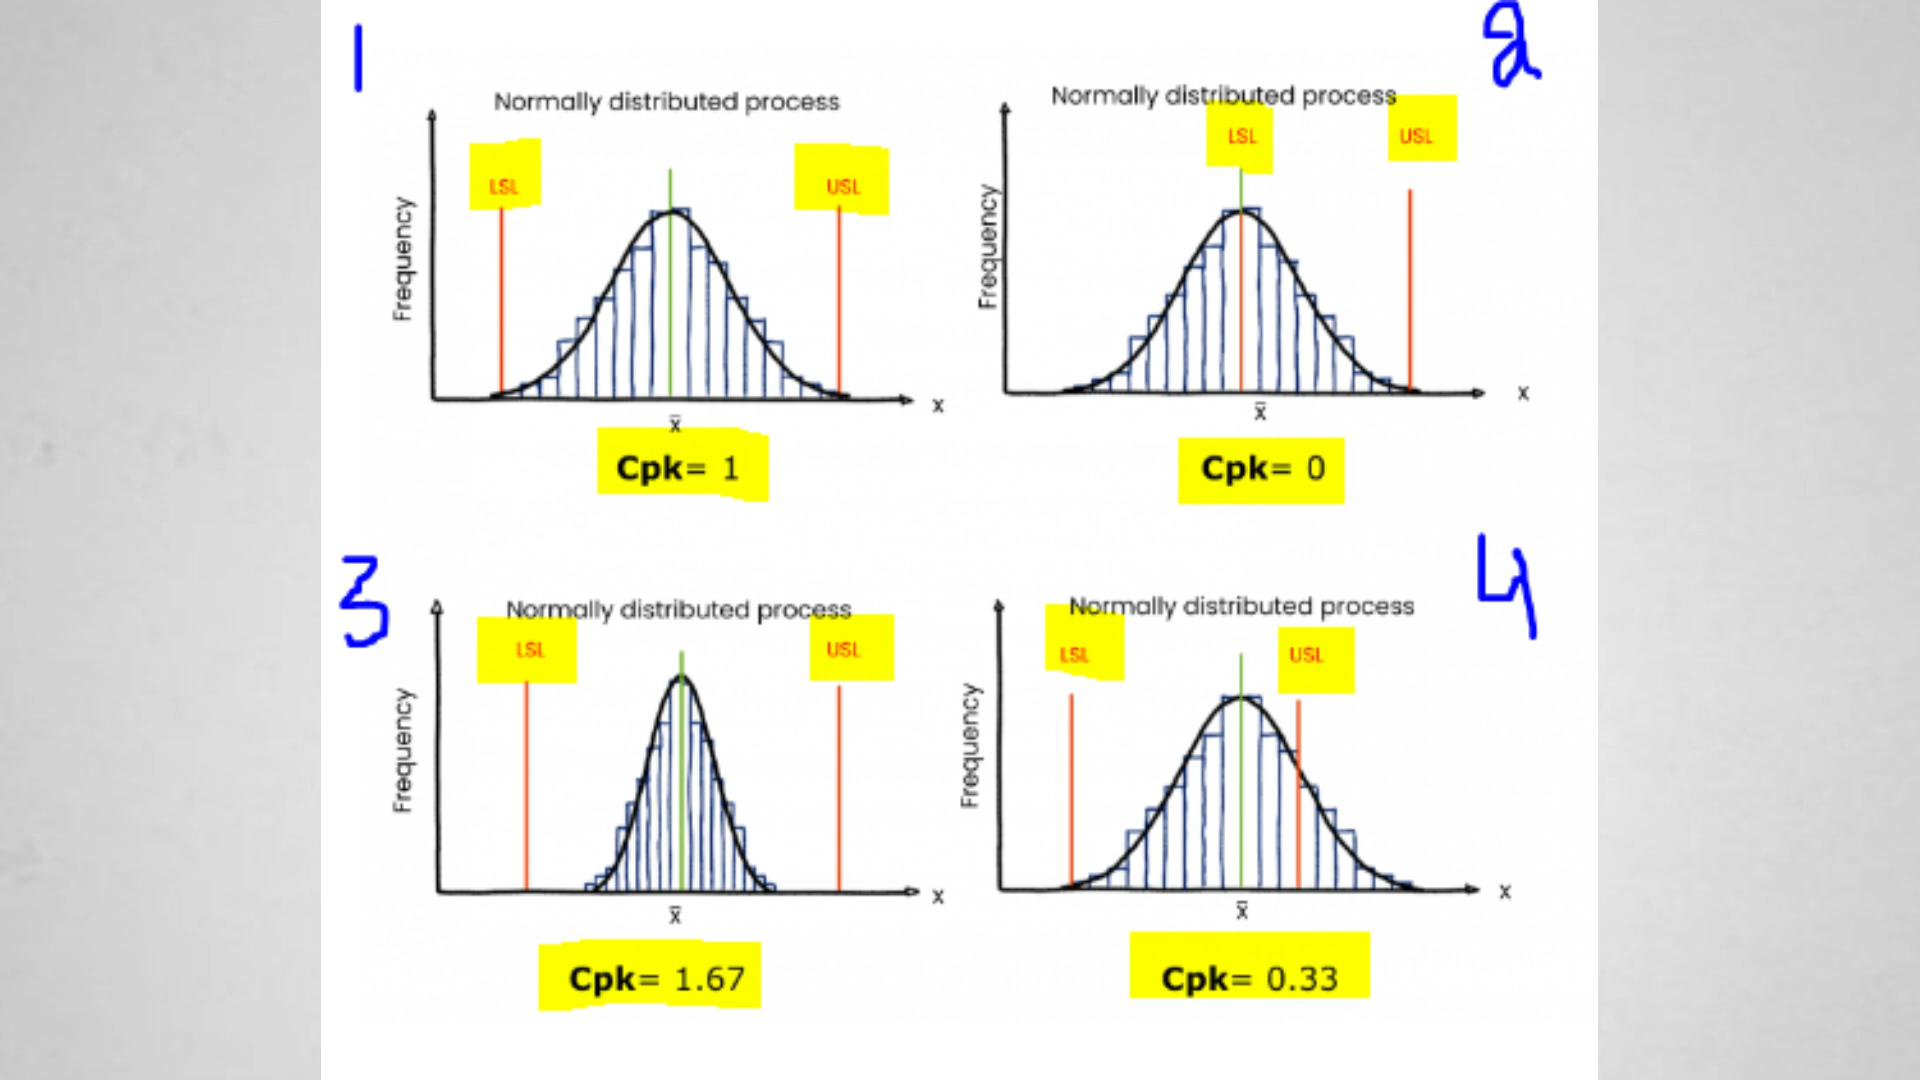 1
Normally distributed process
LSL
USL
Frequency
x
x̄
Cpk= 1
2
Normally distributed process
LSL
USL
Frequency
x
x̄
Cpk= 0
3
Normally distributed process
LSL
USL
Frequency
x
x̄
Cpk= 1.67
4
Normally distributed process
LSL
USL
Frequency
x
x̄
Cpk= 0.33